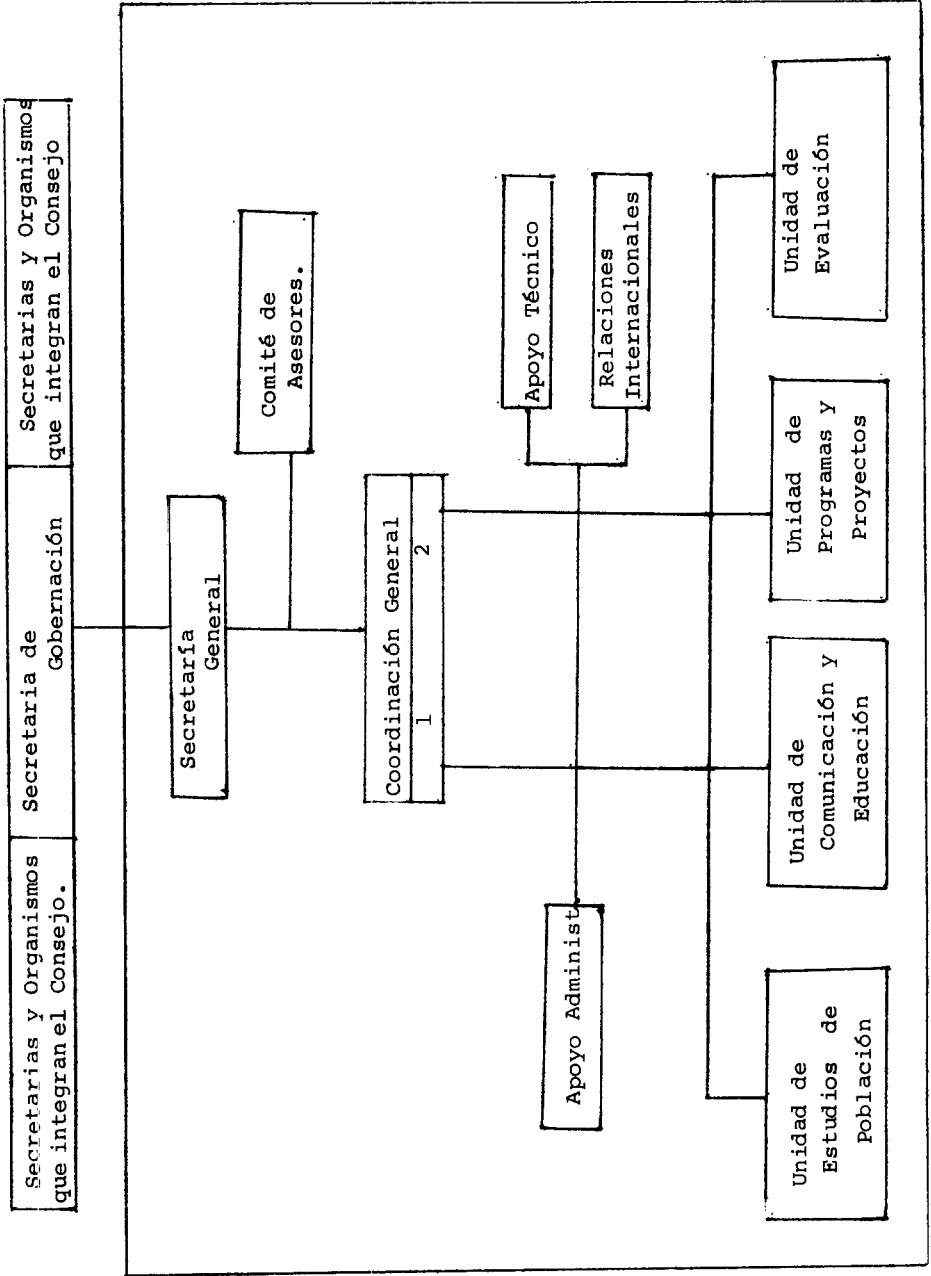 Secretarias y Organismos
que integran el Consejo.
Secretaria de
Gobernación
Secretarias y Organismos
que integran el Consejo
Secretaría
General
Comité de
Asesores.
Coordinación General
1 2
Apoyo Administ
Apoyo Técnico
Relaciones
Internacionales
Unidad de
Estudios de
Población
Unidad de
Comunicación y
Educación
Unidad de
Programas y
Proyectos
Unidad de
Evaluación